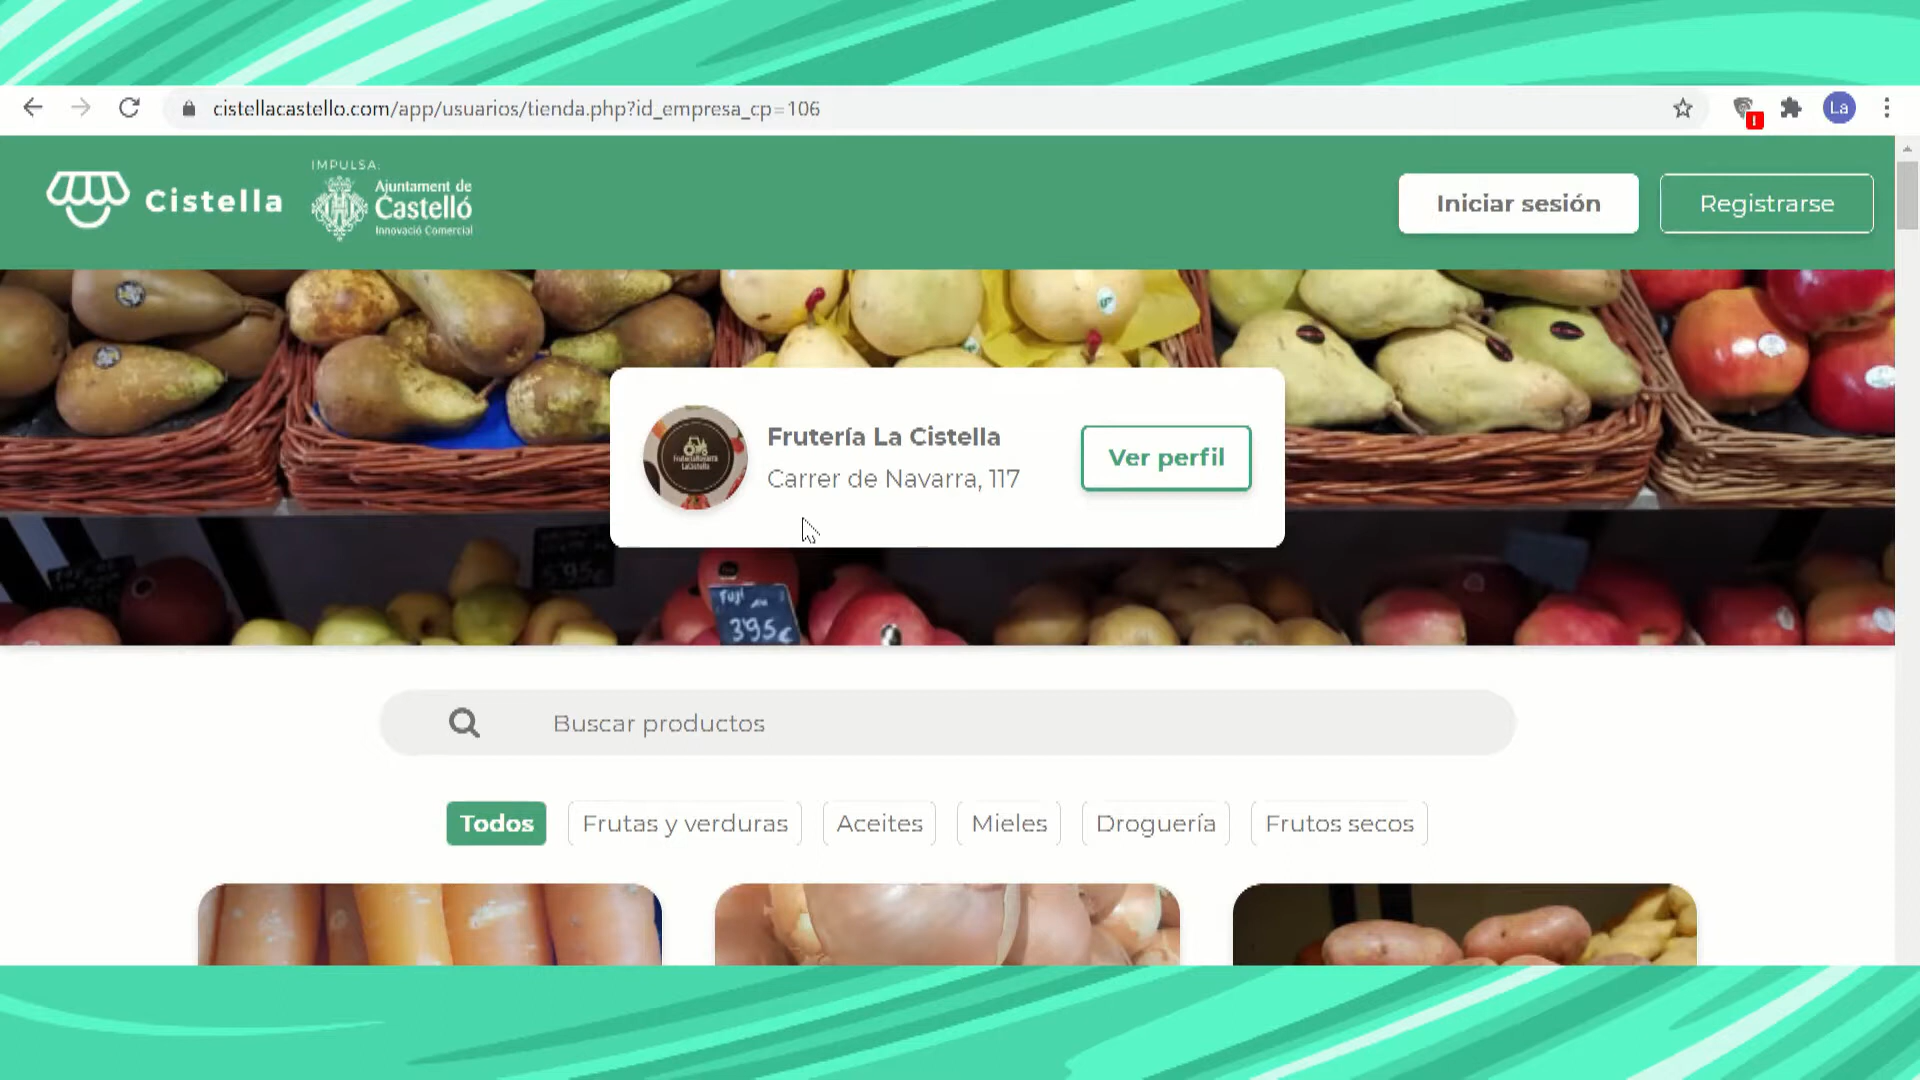 cistellacastello.com/app/usuarios/tienda.php?id_empresa_cp=106
La
Cistella
IMPULSA:
Ajuntament de
Castelló
Innovació Comercial
Iniciar sesión
Registrarse
Frutería La Cistella
Carrer de Navarra, 117
Ver perfil
Fuji
3'95€
Buscar productos
Todos
Frutas y verduras
Aceites
Mieles
Droguería
Frutos secos